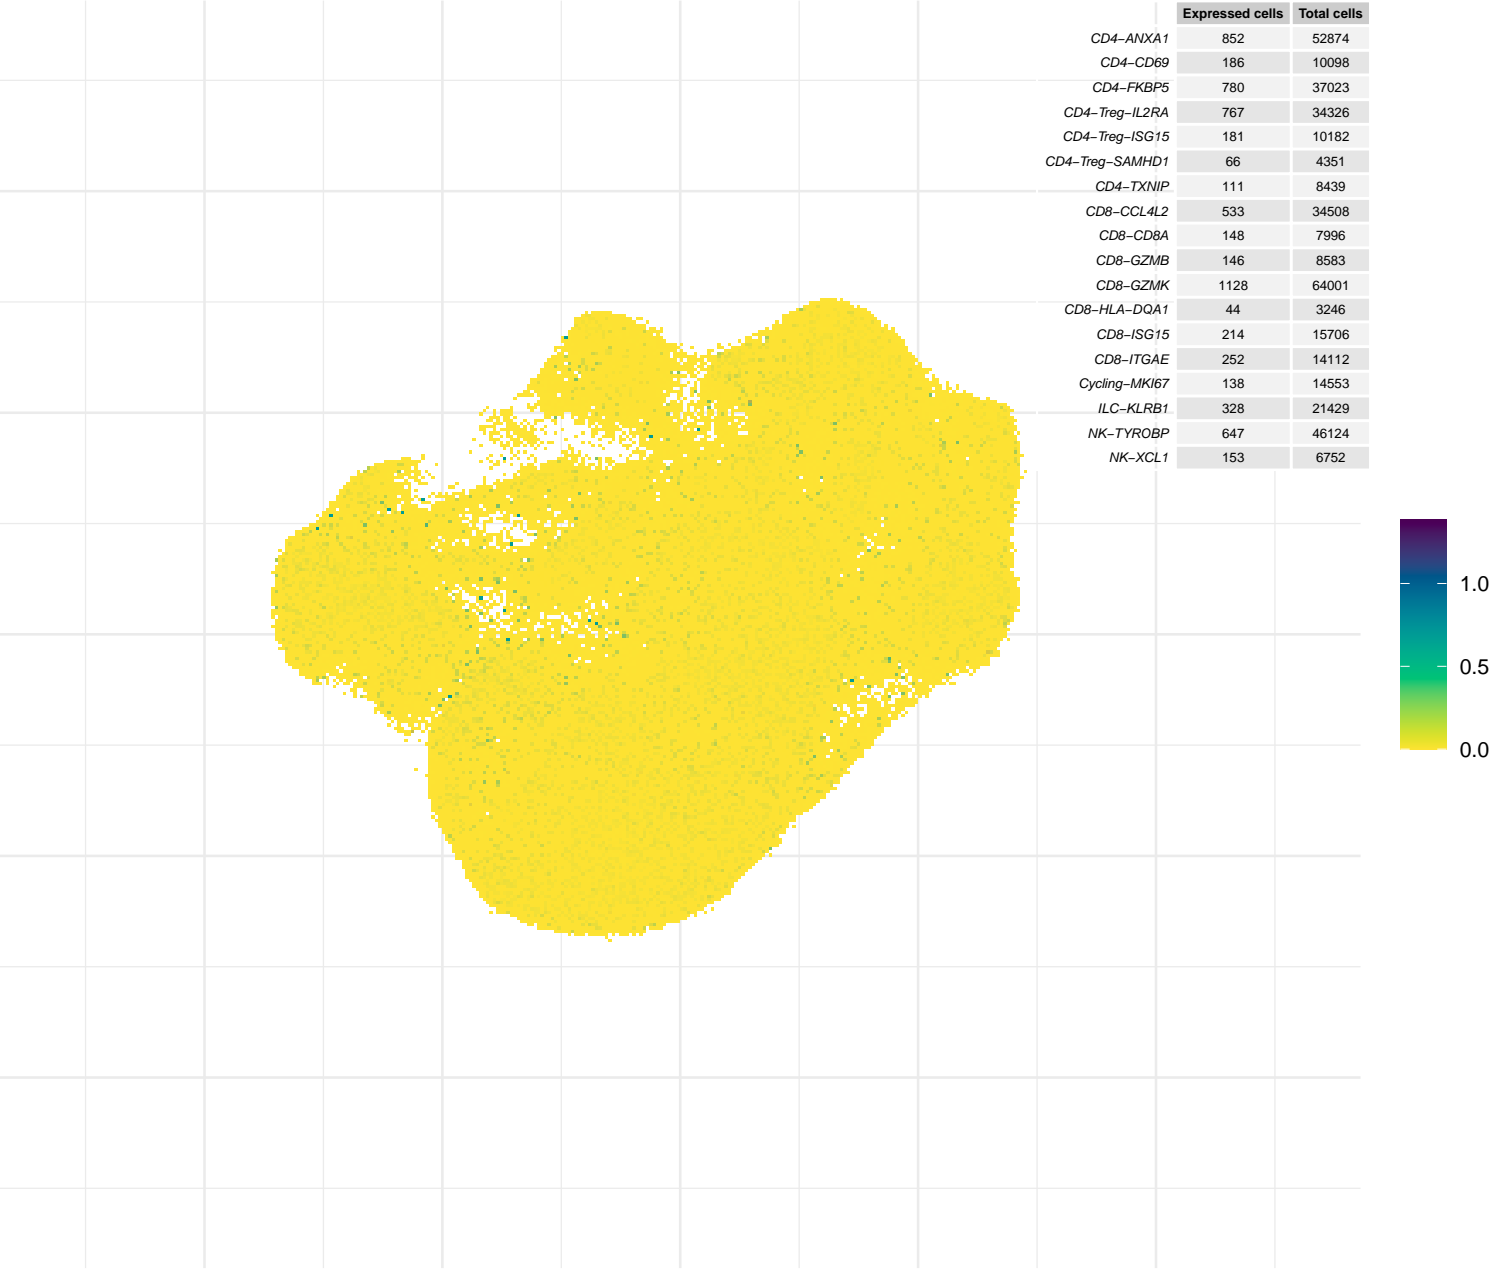 Expressed cells Total cells
CD4−ANXA1 852 52874
CD4−CD69 186 10098
CD4−FKBP5 780 37023
CD4−Treg−IL2RA 767 34326
CD4−Treg−ISG15 181 10182
CD4−Treg−SAMHD1 66 4351
CD4−TXNIP 111 8439
CD8−CCL4L2 533 34508
CD8−CD8A 148 7996
CD8−GZMB 146 8583
CD8−GZMK 1128 64001
CD8−HLA−DQA1 44 3246
CD8−ISG15 214 15706
CD8−ITGAE 252 14112
Cycling−MKI67 138 14553
ILC−KLRB1 328 21429
NK−TYROBP 647 46124
NK−XCL1 153 6752
1.0
0.5
0.0